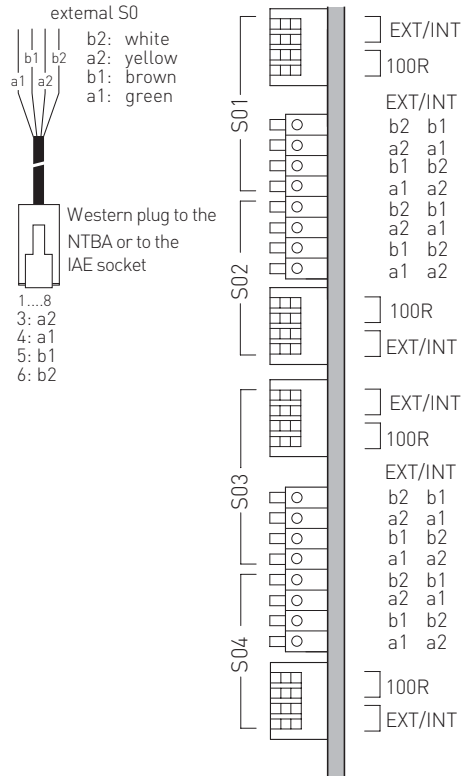 external S0
b2: white
a2: yellow
b1: brown
a1: green
b1 b2
a1 a2
Western plug to the
NTBA or to the
IAE socket
1....8
3: a2
4: a1
5: b1
6: b2
S01
S02
S03
S04
EXT/INT
100R
EXT/INT
b2 b1
a2 a1
b1 b2
a1 a2
b2 b1
a2 a1
b1 b2
a1 a2
100R
EXT/INT
EXT/INT
100R
EXT/INT
b2 b1
a2 a1
b1 b2
a1 a2
b2 b1
a2 a1
b1 b2
a1 a2
100R
EXT/INT